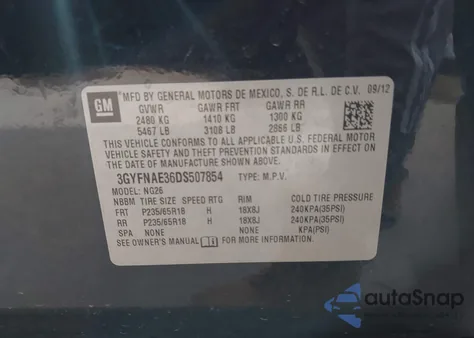 GM MFD BY GENERAL MOTORS DE MEXICO, S. DE R.L. DE C.V. 09/12
GVWR GAWR FRT GAWR RR
2480 KG 1410 KG 1300 KG
5467 LB 3108 LB 2866 LB
THIS VEHICLE CONFORMS TO ALL APPLICABLE U.S. FEDERAL MOTOR
VEHICLE SAFETY, BUMPER, AND THEFT PREVENTION STANDARDS IN
EFFECT ON THE DATE OF MANUFACTURE SHOWN ABOVE.
3GYFNAE36DS507854 TYPE: M.P.V.
MODEL: NG26
NBBM TIRE SIZE SPEED RTG RIM COLD TIRE PRESSURE
FRT P235/65R18 H 18X8J 240KPA(35PSI)
RR P235/65R18 H 18X8J 240KPA(35PSI)
SPA NONE NONE KPA(PSI)
SEE OWNER'S MANUAL FOR MORE INFORMATION.
autoSnap